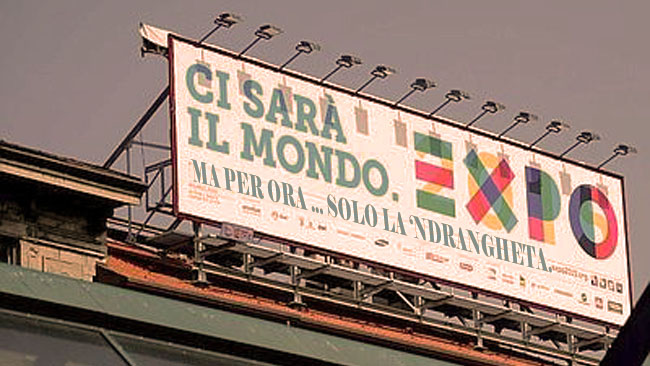 CI SARÀ
IL MONDO.
EXPO
MA PER ORA ... SOLO LA 'NDRANGHETA.